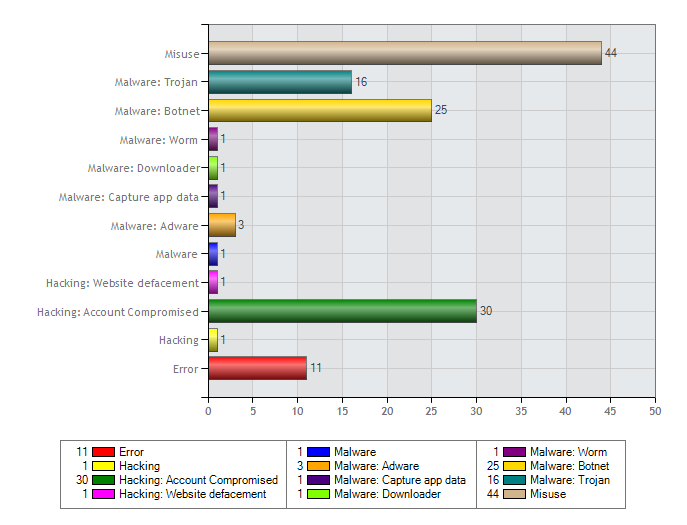 Misuse 44
Malware: Trojan 16
Malware: Botnet 25
Malware: Worm 1
Malware: Downloader 1
Malware: Capture app data 1
Malware: Adware 3
Malware 1
Hacking: Website defacement 1
Hacking: Account Compromised 30
Hacking 1
Error 11
0 5 10 15 20 25 30 35 40 45 50
11 Error
1 Hacking
30 Hacking: Account Compromised
1 Hacking: Website defacement
1 Malware
3 Malware: Adware
1 Malware: Capture app data
1 Malware: Downloader
1 Malware: Worm
25 Malware: Botnet
16 Malware: Trojan
44 Misuse